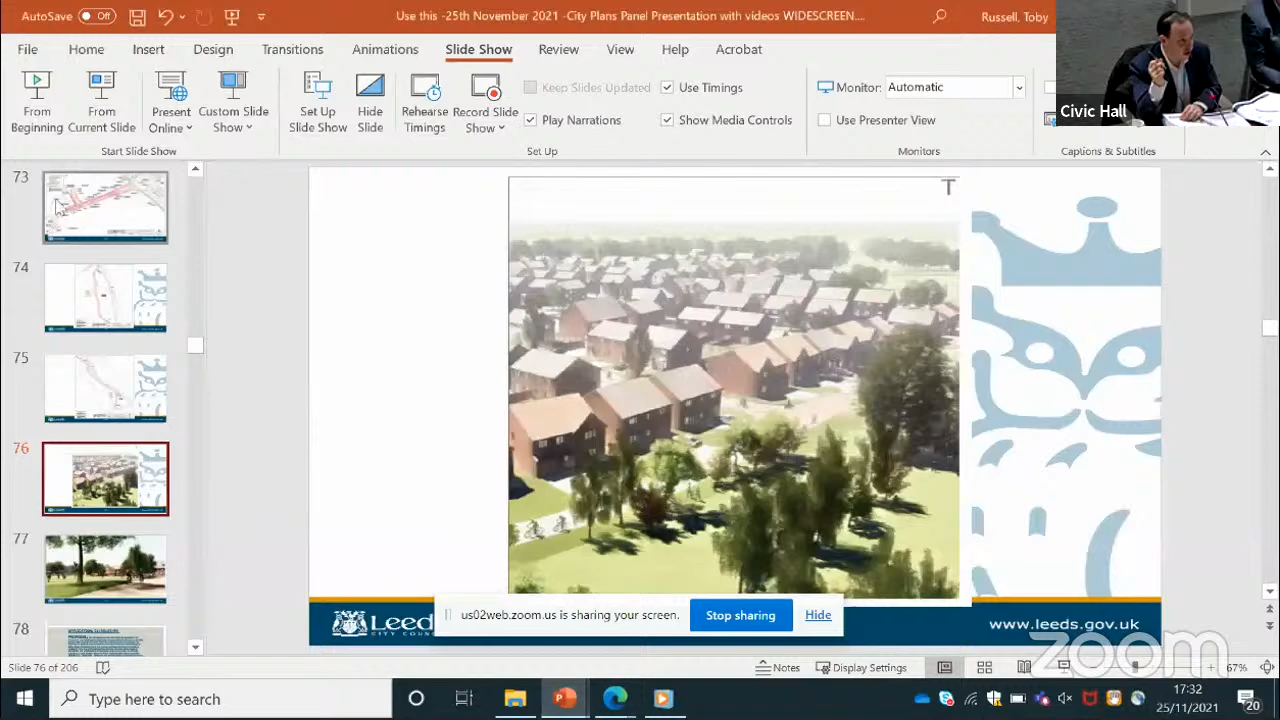 AutoSave Off Use this -25th November 2021 -City Plans Panel Presentation with videos WIDESCREEN.... Russell, Toby
File Home Insert Design Transitions Animations Slide Show Review View Help Acrobat
From Beginning
From Current Slide
Present Online
Custom Slide Show
Set Up Slide Show
Hide Slide
Rehearse Timings
Record Slide Show
Keep Slides Updated
Play Narrations
Use Timings
Show Media Controls
Monitor: Automatic
Use Presenter View
Start Slide Show
Set Up
Monitors
Captions & Subtitles
Civic Hall
73
74
75
76
77
78
T
us02web.zoom.us is sharing your screen. Stop sharing Hide
Leed
CITY COUNC
www.leeds.gov.uk
zoom
Slide 76 of 206
Notes Display Settings 67%
Type here to search
17:32
25/11/2021
20